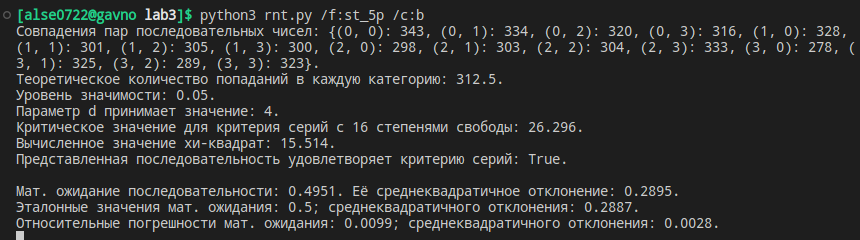 [alse0722@gavno lab3]$ python3 rnt.py /f:st_5p /c:b
Совпадения пар последовательных чисел: {(0, 0): 343, (0, 1): 334, (0, 2): 320, (0, 3): 316, (1, 0): 328,
(1, 1): 301, (1, 2): 305, (1, 3): 300, (2, 0): 298, (2, 1): 303, (2, 2): 304, (2, 3): 333, (3, 0): 278, (
3, 1): 325, (3, 2): 289, (3, 3): 323}.
Теоретическое количество попаданий в каждую категорию: 312.5.
Уровень значимости: 0.05.
Параметр d принимает значение: 4.
Критическое значение для критерия серий с 16 степенями свободы: 26.296.
Вычисленное значение хи-квадрат: 15.514.
Представленная последовательность удовлетворяет критерию серий: True.
Мат. ожидание последовательности: 0.4951. Её среднеквадратичное отклонение: 0.2895.
Эталонные значения мат. ожидания: 0.5; среднеквадратичного отклонения: 0.2887.
Относительные погрешности мат. ожидания: 0.0099; среднеквадратичного отклонения: 0.0028.